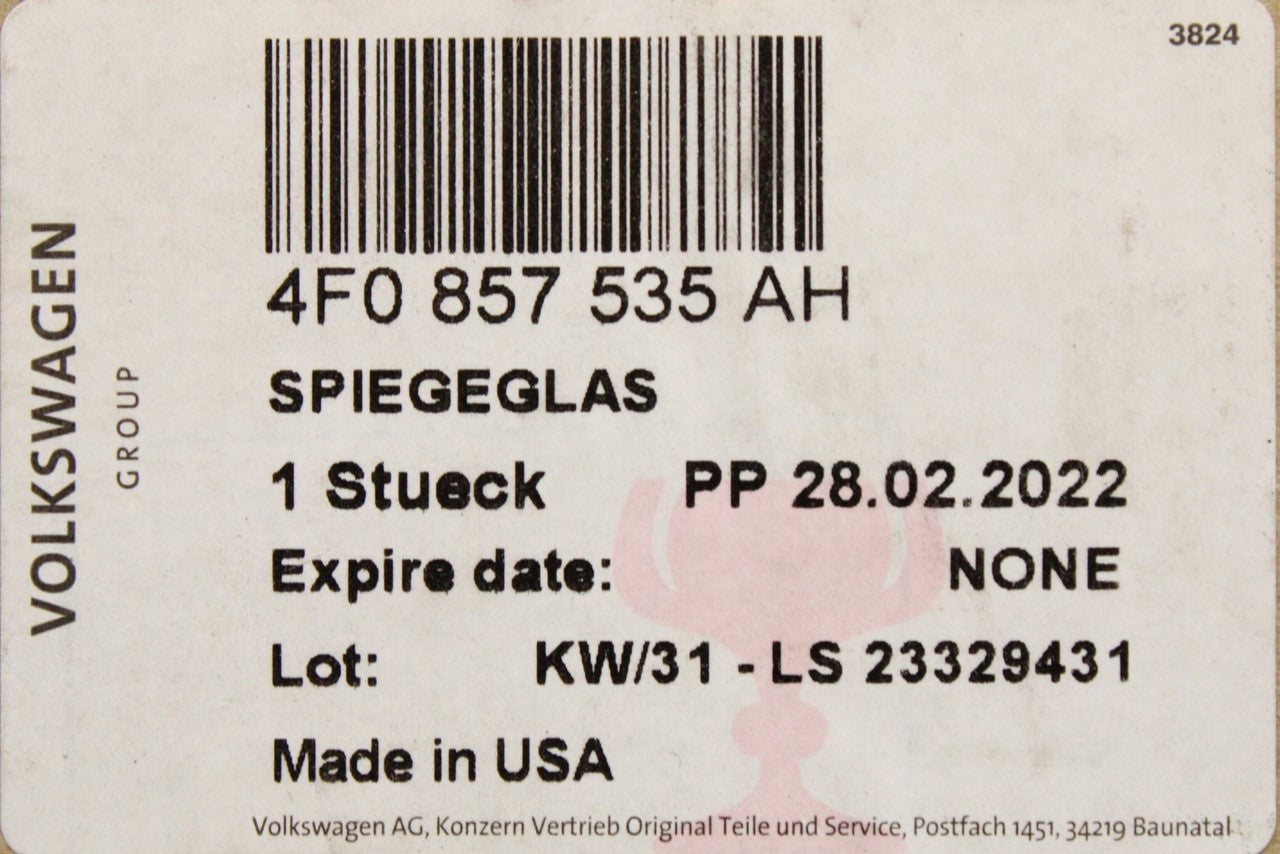 3824
VOLKSWAGEN
GROUP
4F0 857 535 AH
SPIEGEGLAS
1 Stueck PP 28.02.2022
Expire date: NONE
Lot: KW/31 - LS 23329431
Made in USA
Volkswagen AG, Konzern Vertrieb Original Teile und Service, Postfach 1451, 34219 Baunatal